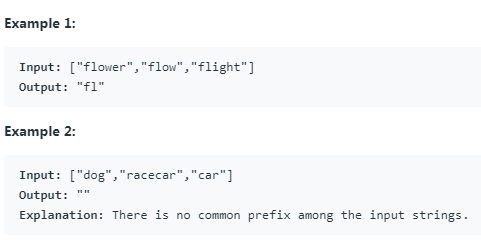 Example 1:
Input: ["flower","flow","flight"]
Output: "fl"
Example 2:
Input: ["dog","racecar","car"]
Output: ""
Explanation: There is no common prefix among the input strings.